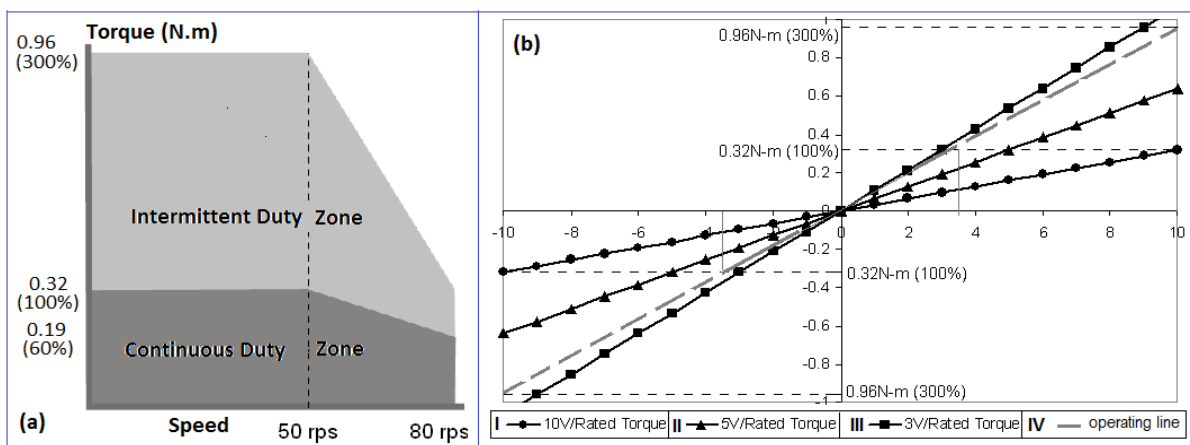 Torque (N.m)
0.96
(300%)
Intermittent Duty Zone
0.32
(100%)
0.19
(60%)
Continuous Duty Zone
(a)
Speed
50 rps
80 rps
(b)
0.96N-m (300%)
0.8
0.6
0.4
0.32N-m (100%)
0.2
0
-10 -8 -6 -4 -2 0 2 4 6 8 10
-0.2
0.32N-m (100%)
-0.4
-0.6
-0.8
0.96N-m (300%)
-1
I 10V/Rated Torque II 5V/Rated Torque III 3V/Rated Torque IV operating line